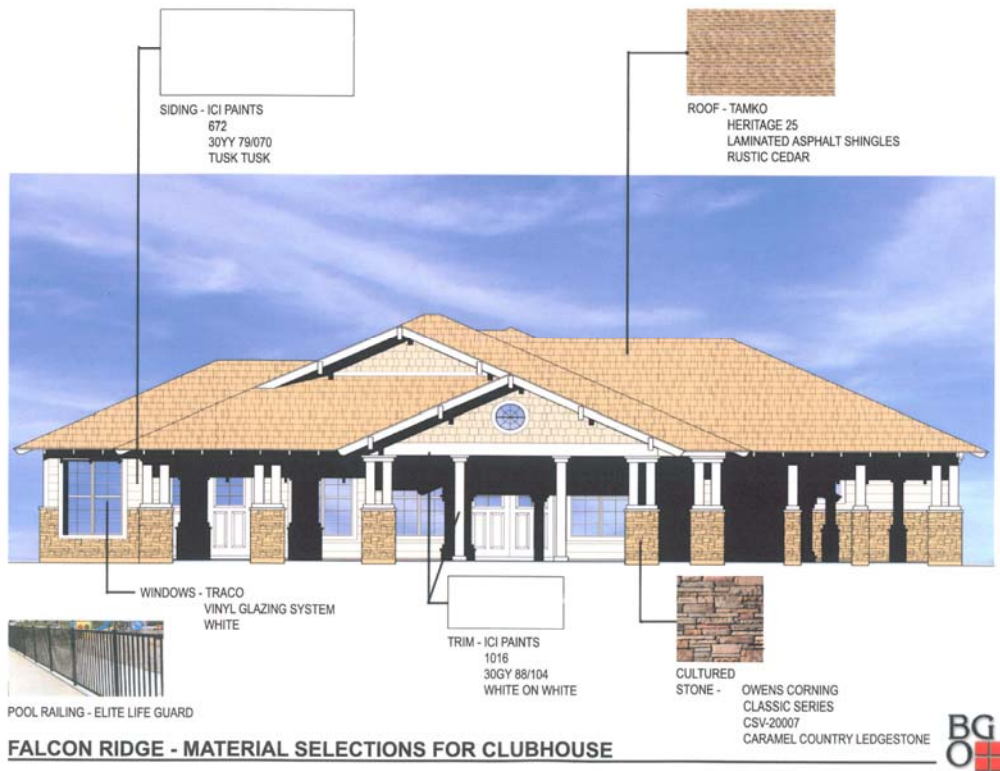 SIDING - ICI PAINTS
672
30YY 79/070
TUSK TUSK
ROOF - TAMKO
HERITAGE 25
LAMINATED ASPHALT SHINGLES
RUSTIC CEDAR
WINDOWS - TRACO
VINYL GLAZING SYSTEM
WHITE
TRIM - ICI PAINTS
1016
30GY 88/104
WHITE ON WHITE
CULTURED
STONE - OWENS CORNING
CLASSIC SERIES
CSV-20007
CARAMEL COUNTRY LEDGESTONE
POOL RAILING - ELITE LIFE GUARD
FALCON RIDGE - MATERIAL SELECTIONS FOR CLUBHOUSE
BG
O